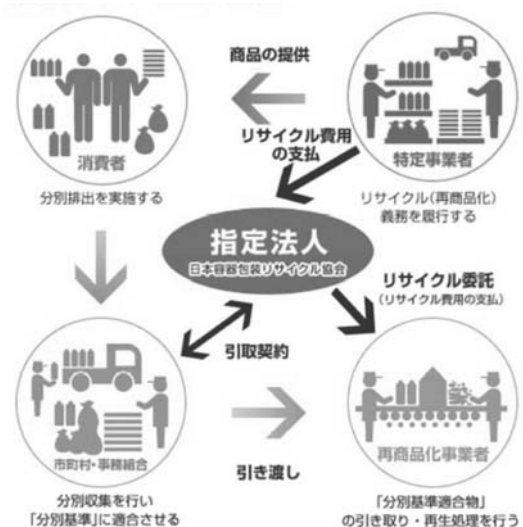 商品の提供
消費者
分別排出を実施する
リサイクル費用
の支払
特定事業者
リサイクル(再商品化)
義務を履行する
指定法人
日本容器包装リサイクル協会
リサイクル委託
(リサイクル費用の支払)
引取契約
市町村・事務組合
分別収集を行い
「分別基準」に適合させる
引き渡し
再商品化事業者
「分別基準適合物」
の引き取り・再生処理を行う